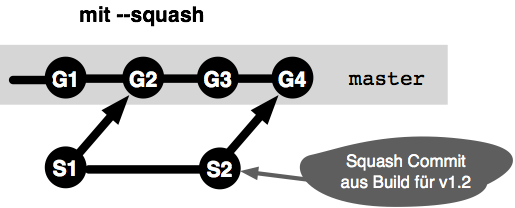 mit --squash
G1 G2 G3 G4 master
S1 S2
Squash Commit
aus Build für v1.2